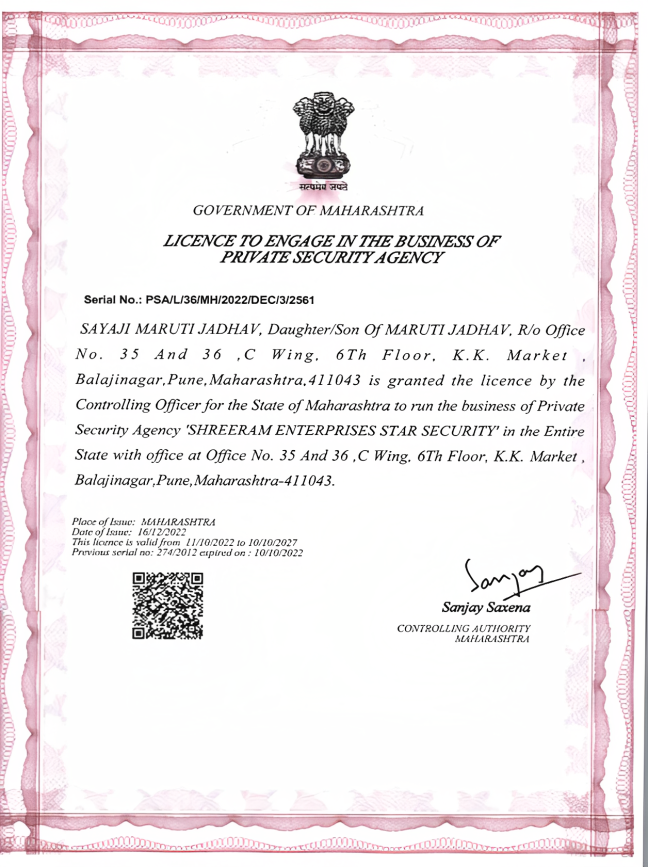 सत्यमेव जयते
GOVERNMENT OF MAHARASHTRA
LICENCE TO ENGAGE IN THE BUSINESS OF
PRIVATE SECURITY AGENCY
Serial No.: PSA/L/36/MH/2022/DEC/3/2561
SAYAJI MARUTI JADHAV, Daughter/Son Of MARUTI JADHAV, R/o Office
No. 35 And 36 ,C Wing, 6Th Floor, K.K. Market ,
Balajinagar,Pune,Maharashtra,411043 is granted the licence by the
Controlling Officer for the State of Maharashtra to run the business of Private
Security Agency 'SHREERAM ENTERPRISES STAR SECURITY' in the Entire
State with office at Office No. 35 And 36 ,C Wing, 6Th Floor, K.K. Market ,
Balajinagar,Pune,Maharashtra-411043.
Place of Issue: MAHARASHTRA
Date of Issue: 16/12/2022
This licence is valid from 11/10/2022 to 10/10/2027
Previous serial no: 274/2012 expired on : 10/10/2022
Sanjay
Sanjay Saxena
CONTROLLING AUTHORITY
MAHARASHTRA